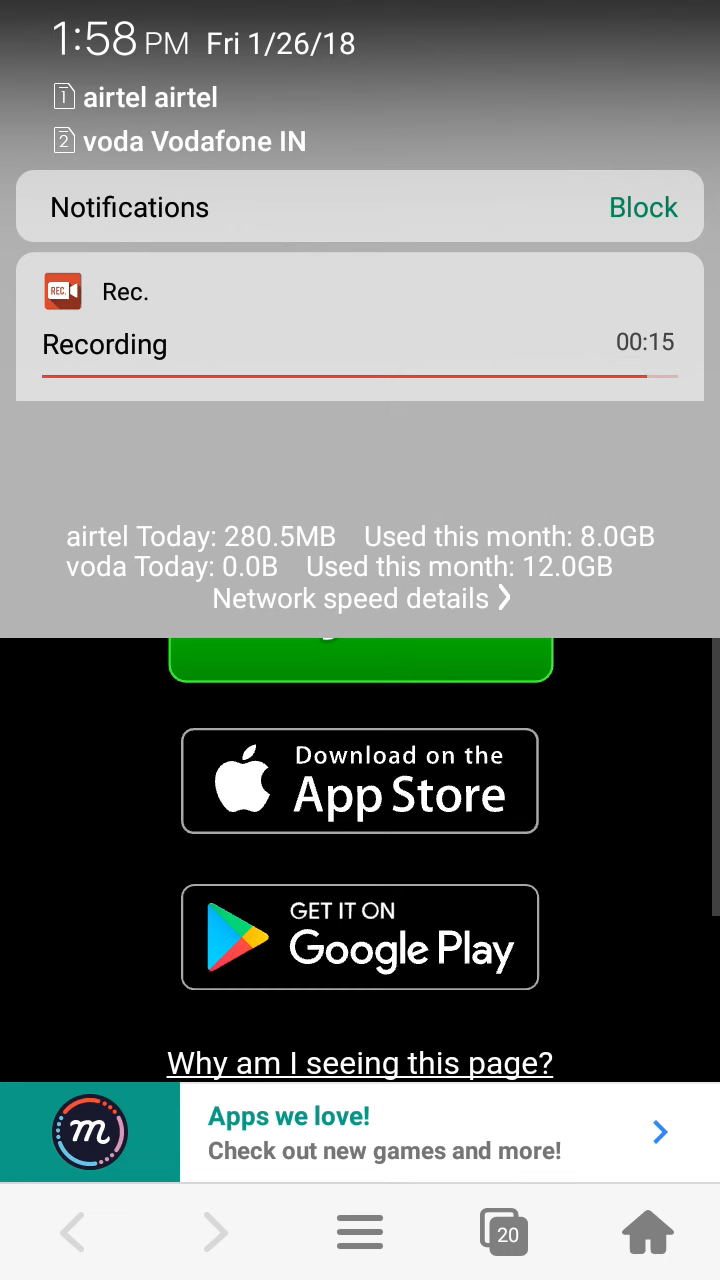 1:58 PM Fri 1/26/18
1 airtel airtel
2 voda Vodafone IN
Notifications Block
REC. Rec.
Recording 00:15
airtel Today: 280.5MB Used this month: 8.0GB
voda Today: 0.0B Used this month: 12.0GB
Network speed details
Download on the
App Store
GET IT ON
Google Play
Why am I seeing this page?
m
Apps we love!
Check out new games and more!
20